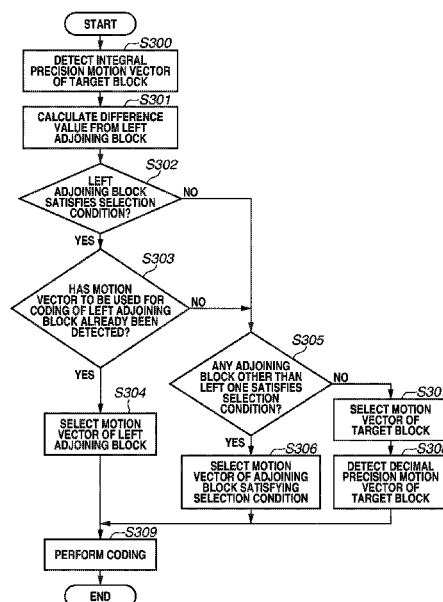 START
S300
DETECT INTEGRAL
PRECISION MOTION VECTOR
OF TARGET BLOCK
S301
CALCULATE DIFFERENCE
VALUE FROM LEFT
ADJOINING BLOCK
S302
LEFT
ADJOINING BLOCK
SATISFIES SELECTION
CONDITION?
NO
YES
S303
HAS MOTION
VECTOR TO BE USED FOR
CODING OF LEFT ADJOINING
BLOCK ALREADY BEEN
DETECTED?
NO
YES
S305
ANY ADJOINING
BLOCK OTHER THAN
LEFT ONE SATISFIES
SELECTION
CONDITION?
NO
YES
S304
SELECT MOTION
VECTOR OF LEFT
ADJOINING BLOCK
S307
SELECT MOTION
VECTOR OF
TARGET BLOCK
S306
SELECT MOTION
VECTOR OF ADJOINING
BLOCK SATISFYING
SELECTION CONDITION
S308
DETECT DECIMAL
PRECISION MOTION
VECTOR OF
TARGET BLOCK
S309
PERFORM CODING
END